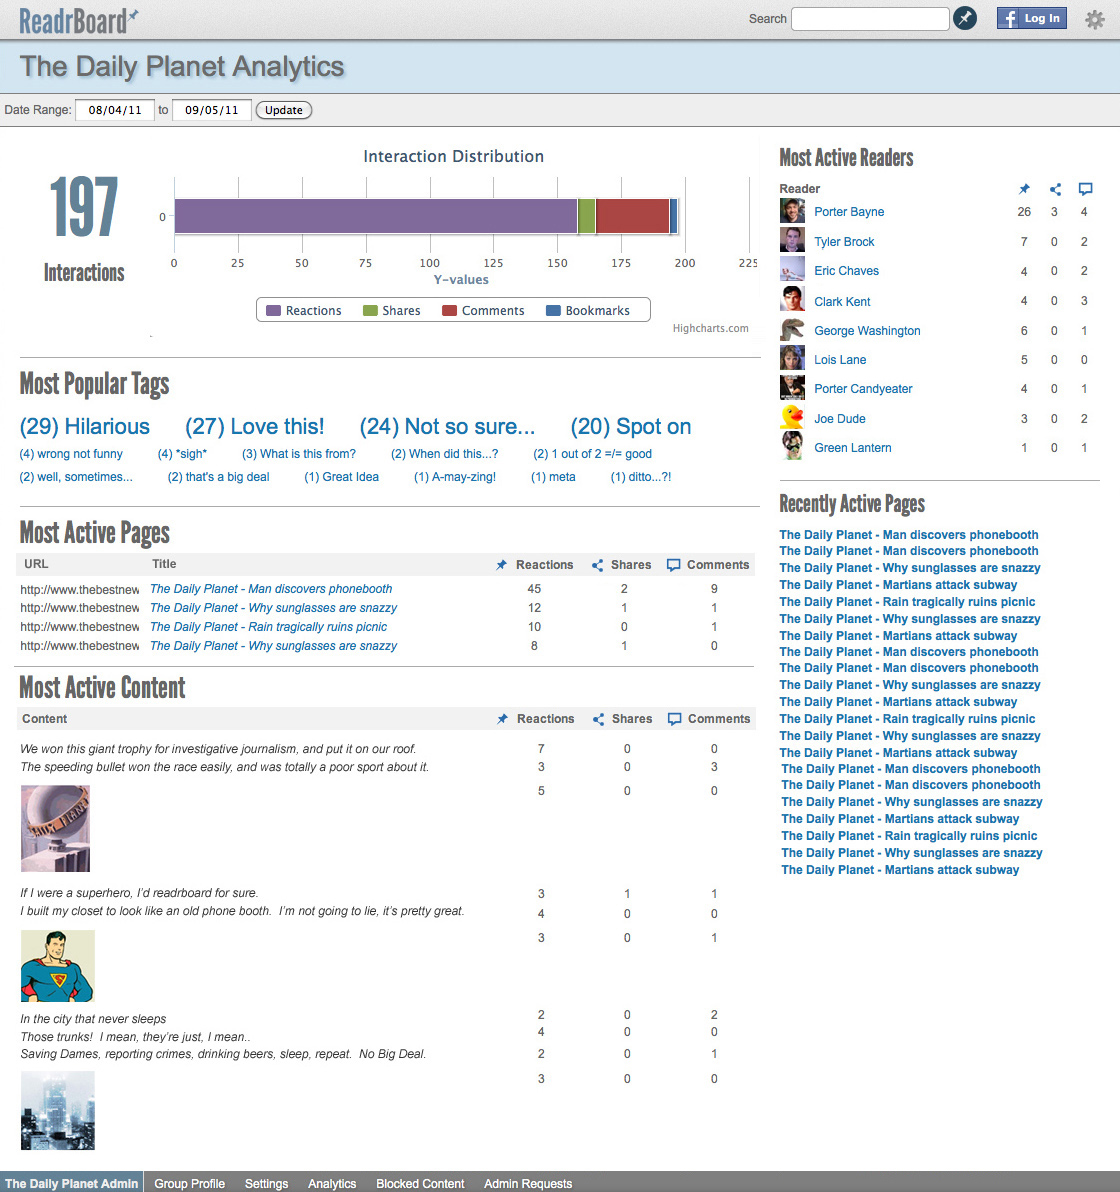 ReadrBoard
Search
f Log In
The Daily Planet Analytics
Date Range: 08/04/11 to 09/05/11 Update
197
Interactions
Interaction Distribution
0
0 25 50 75 100 125 150 175 200 225
Y-values
Reactions Shares Comments Bookmarks
Highcharts.com
Most Popular Tags
(29) Hilarious (27) Love this! (24) Not so sure... (20) Spot on
(4) wrong not funny (4) *sigh* (3) What is this from? (2) When did this...? (2) 1 out of 2 =/= good
(2) well, sometimes... (2) that's a big deal (1) Great Idea (1) A-may-zing! (1) meta (1) ditto...?!
Most Active Pages
URL Title Reactions Shares Comments
http://www.thebestnew The Daily Planet - Man discovers phonebooth 45 2 9
http://www.thebestnew The Daily Planet - Why sunglasses are snazzy 12 1 1
http://www.thebestnew The Daily Planet - Rain tragically ruins picnic 10 0 1
http://www.thebestnew The Daily Planet - Why sunglasses are snazzy 8 1 0
Most Active Content
Content Reactions Shares Comments
We won this giant trophy for investigative journalism, and put it on our roof. 7 0 0
The speeding bullet won the race easily, and was totally a poor sport about it. 3 0 3
5 0 0
If I were a superhero, I'd readrboard for sure. 3 1 1
I built my closet to look like an old phone booth. I'm not going to lie, it's pretty great. 4 0 0
3 0 1
In the city that never sleeps 2 0 2
Those trunks! I mean, they're just, I mean.. 4 0 0
Saving Dames, reporting crimes, drinking beers, sleep, repeat. No Big Deal. 2 0 1
3 0 0
Most Active Readers
Reader
Porter Bayne 26 3 4
Tyler Brock 7 0 2
Eric Chaves 4 0 2
Clark Kent 4 0 3
George Washington 6 0 1
Lois Lane 5 0 0
Porter Candyeater 4 0 1
Joe Dude 3 0 2
Green Lantern 1 0 1
Recently Active Pages
The Daily Planet - Man discovers phonebooth
The Daily Planet - Man discovers phonebooth
The Daily Planet - Why sunglasses are snazzy
The Daily Planet - Martians attack subway
The Daily Planet - Rain tragically ruins picnic
The Daily Planet - Why sunglasses are snazzy
The Daily Planet - Martians attack subway
The Daily Planet - Man discovers phonebooth
The Daily Planet - Man discovers phonebooth
The Daily Planet - Why sunglasses are snazzy
The Daily Planet - Martians attack subway
The Daily Planet - Rain tragically ruins picnic
The Daily Planet - Why sunglasses are snazzy
The Daily Planet - Martians attack subway
The Daily Planet - Man discovers phonebooth
The Daily Planet - Man discovers phonebooth
The Daily Planet - Why sunglasses are snazzy
The Daily Planet - Martians attack subway
The Daily Planet - Rain tragically ruins picnic
The Daily Planet - Why sunglasses are snazzy
The Daily Planet - Martians attack subway
The Daily Planet Admin Group Profile Settings Analytics Blocked Content Admin Requests